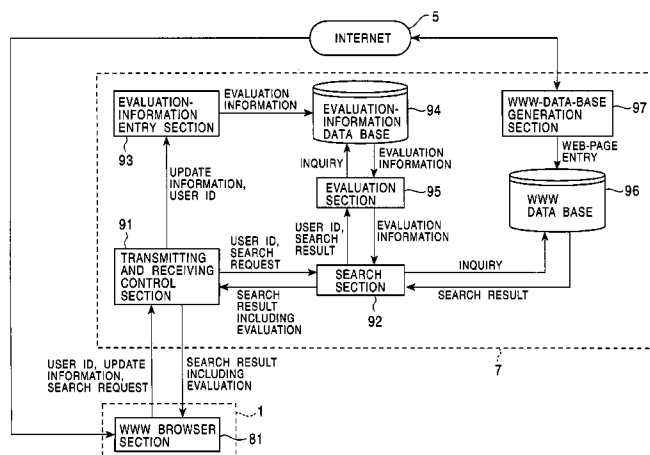 5
INTERNET
EVALUATION-
INFORMATION
ENTRY SECTION
93
EVALUATION
INFORMATION
EVALUATION-
INFORMATION
DATA BASE
94
WWW-DATA-BASE
GENERATION
SECTION
97
WEB-PAGE
ENTRY
INQUIRY
EVALUATION
INFORMATION
UPDATE
INFORMATION,
USER ID
EVALUATION
SECTION
95
WWW
DATA BASE
96
91
TRANSMITTING
AND RECEIVING
CONTROL
SECTION
USER ID,
SEARCH
REQUEST
USER ID,
SEARCH
RESULT
EVALUATION
INFORMATION
SEARCH
SECTION
92
INQUIRY
SEARCH RESULT
SEARCH
RESULT
INCLUDING
EVALUATION
USER ID, UPDATE
INFORMATION,
SEARCH REQUEST
SEARCH RESULT
INCLUDING
EVALUATION
7
1
WWW BROWSER
SECTION
81